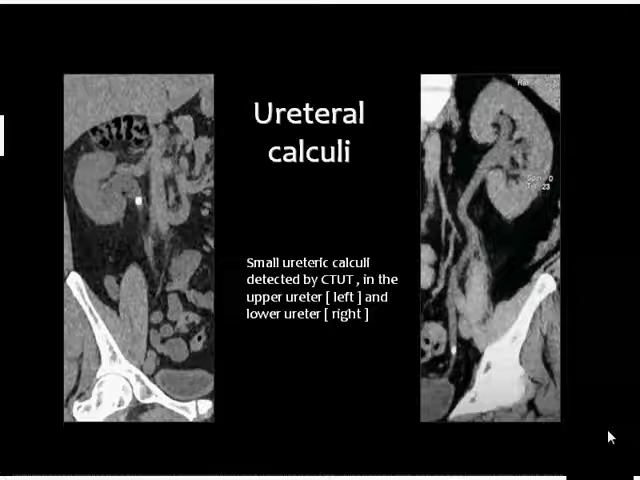 Ureteral
calculi
Small ureteric calculi
detected by CTUT , in the
upper ureter [ left ] and
lower ureter [ right ]